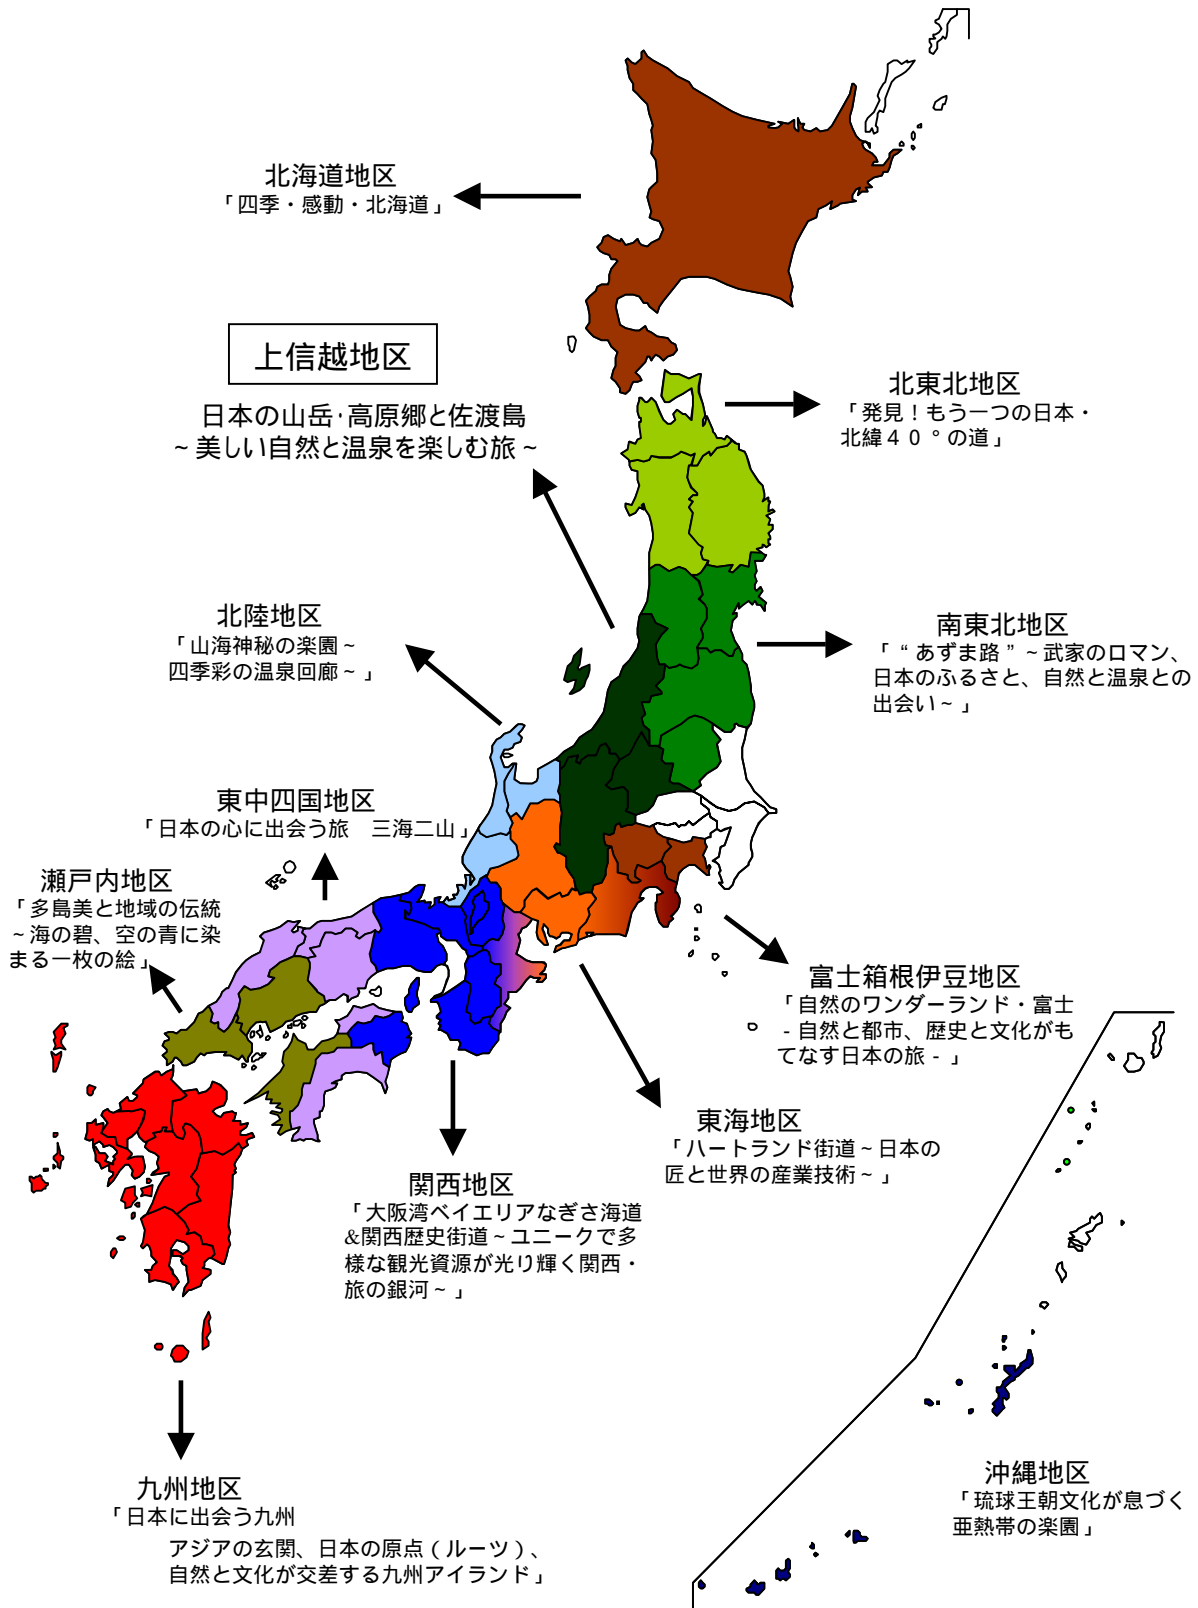 北海道地区
「四季・感動・北海道」
上信越地区
日本の山岳･高原郷と佐渡島
~美しい自然と温泉を楽しむ旅~
北東北地区
「発見！もう一つの日本・
北緯４０°の道」
北陸地区
「山海神秘の楽園~
四季彩の温泉回廊~」
南東北地区
「“あずま路”~武家のロマン、
日本のふるさと、自然と温泉との
出会い~」
東中四国地区
「日本の心に出会う旅　三海二山」
瀬戸内地区
「多島美と地域の伝統
~海の碧、空の青に染
まる一枚の絵」
富士箱根伊豆地区
「自然のワンダーランド・富士
-自然と都市、歴史と文化がも
てなす日本の旅-」
東海地区
「ハートランド街道~日本の
匠と世界の産業技術~」
関西地区
「大阪湾ベイエリアなぎさ海道
&関西歴史街道~ユニークで多
様な観光資源が光り輝く関西・
旅の銀河~」
九州地区
「日本に出会う九州
アジアの玄関、日本の原点（ルーツ）、
自然と文化が交差する九州アイランド」
沖縄地区
「琉球王朝文化が息づく
亜熱帯の楽園」